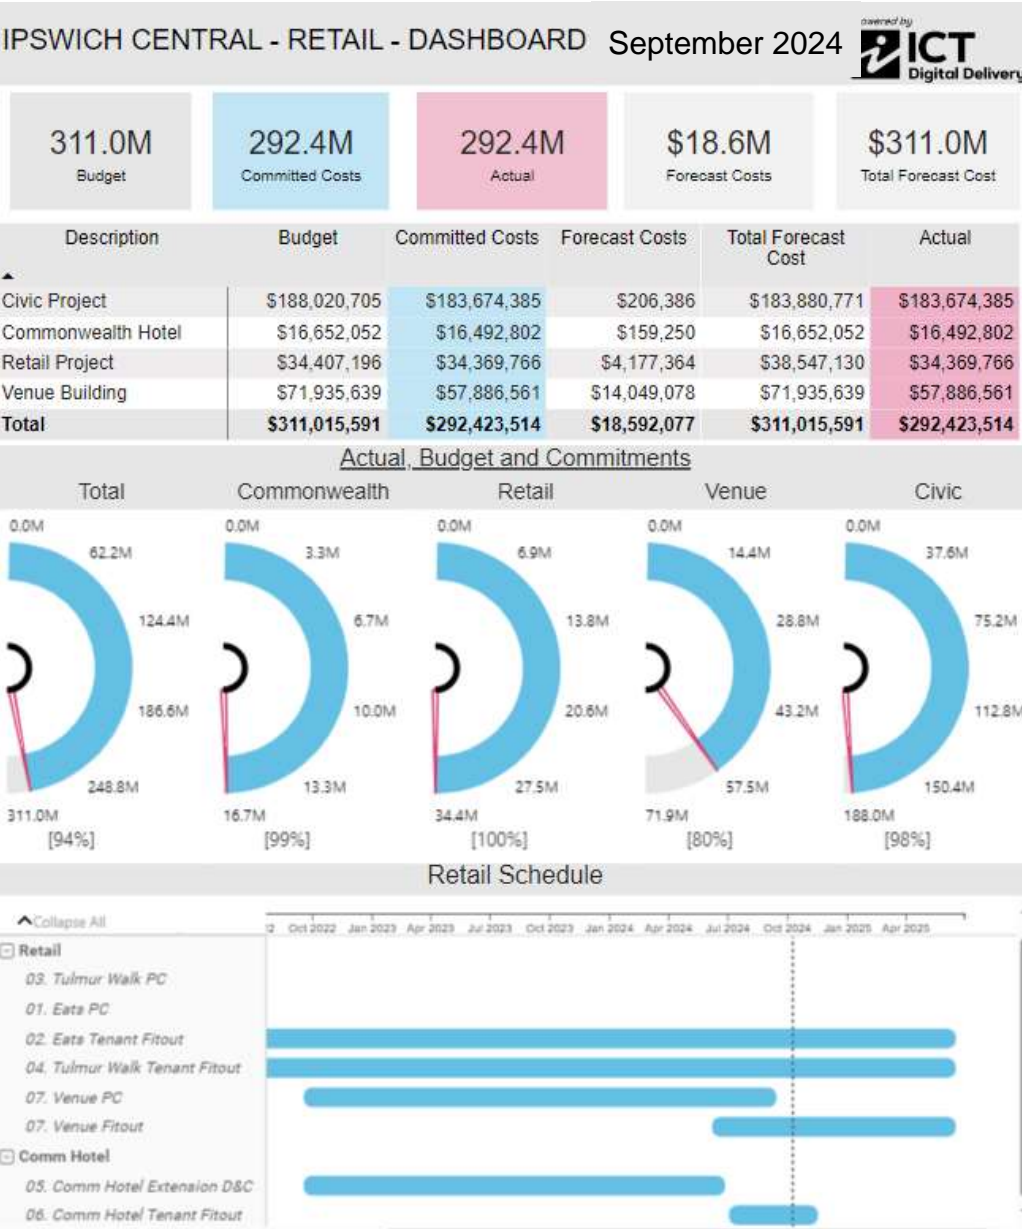 powered by
IPSWICH CENTRAL - RETAIL - DASHBOARD September 2024
ICT
Digital Delivery
311.0M 292.4M 292.4M $18.6M $311.0M
Budget Committed Costs Actual Forecast Costs Total Forecast Cost
Description Budget Committed Costs Forecast Costs Total Forecast Cost Actual
Civic Project $188,020,705 $183,674,385 $206,386 $183,880,771 $183,674,385
Commonwealth Hotel $16,652,052 $16,492,802 $159,250 $16,652,052 $16,492,802
Retail Project $34,407,196 $34,369,766 $4,177,364 $38,547,130 $34,369,766
Venue Building $71,935,639 $57,886,561 $14,049,078 $71,935,639 $57,886,561
Total $311,015,591 $292,423,514 $18,592,077 $311,015,591 $292,423,514
Actual, Budget and Commitments
Total Commonwealth Retail Venue Civic
0.0M 0.0M 0.0M 0.0M 0.0M
62.2M 3.3M 6.9M 14.4M 37.6M
124.4M 6.7M 13.8M 28.8M 75.2M
186.6M 10.0M 20.6M 43.2M 112.8M
248.8M 13.3M 27.5M 57.5M 150.4M
311.0M 16.7M 34.4M 71.9M 188.0M
[94%] [99%] [100%] [80%] [98%]
Retail Schedule
Collapse All
2 Oct 2022 Jan 2023 Apr 2023 Jul 2023 Oct 2023 Jan 2024 Apr 2024 Jul 2024 Oct 2024 Jan 2025 Apr 2025
Retail
03. Tulmur Walk PC
01. Eats PC
02. Eats Tenant Fitout
04. Tulmur Walk Tenant Fitout
07. Venue PC
07. Venue Fitout
Comm Hotel
05. Comm Hotel Extension D&C
06. Comm Hotel Tenant Fitout